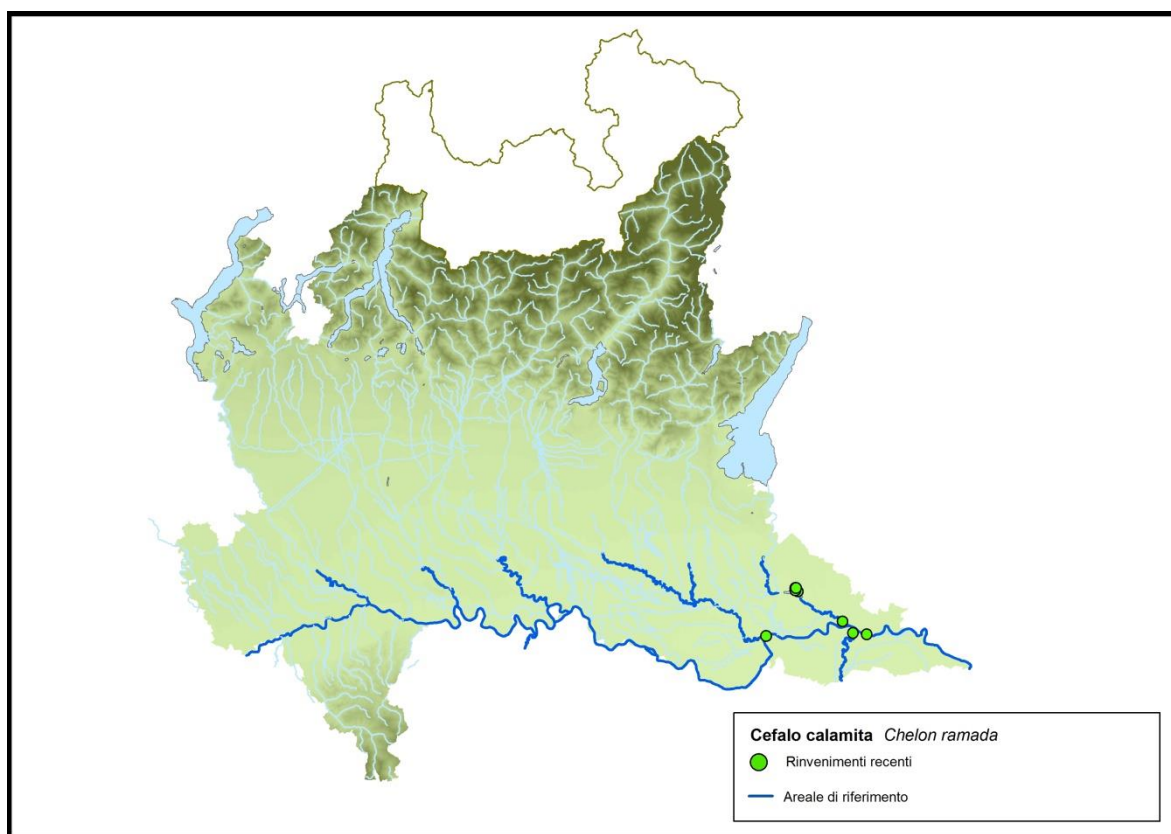 Cefalo calamita Chelon ramada
Rinvenimenti recenti
Areale di riferimento